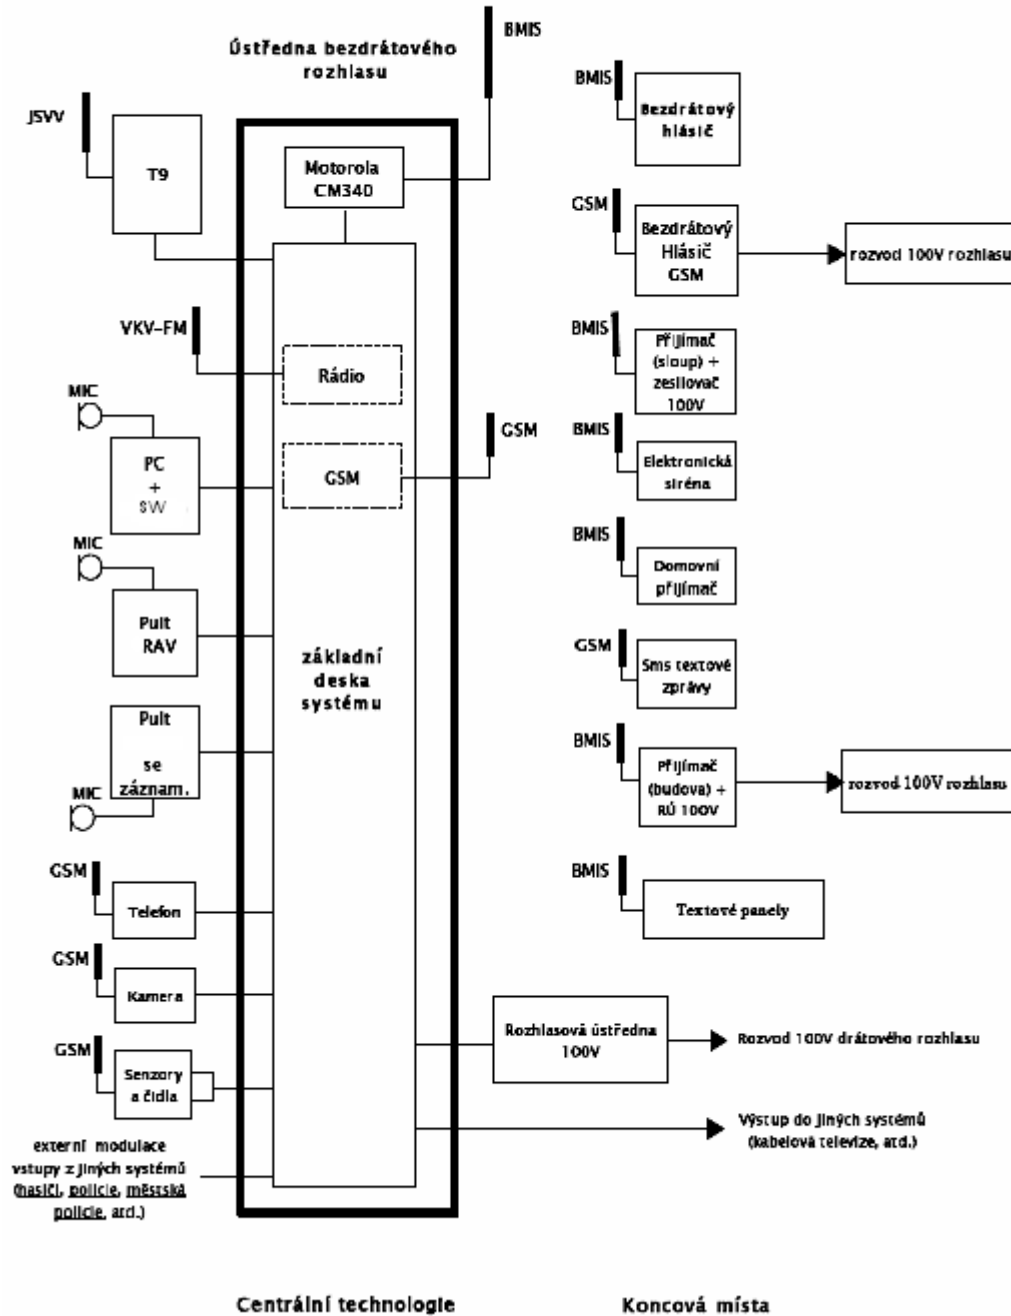 Ústředna bezdrátového
rozhlasu
BMIS
JSVV
T9
Motorola
CM340
VKV-FM
Rádio
MIC
PC
+
SW
GSM
GSM
MIC
Pult
RAV
základní
deska
systému
Pult
se
záznam.
MIC
GSM
Telefon
GSM
Kamera
GSM
Senzory
a čidla
externí modulace
vstupy z jiných systémů
(hasiči, policie, městská
policie, atd.)
BMIS
Bezdrátový
hlásič
GSM
Bezdrátový
Hlásič
GSM
rozvod 100V rozhlasu
BMIS
Přijímač
(sloup) +
zesilovač
100V
BMIS
Elektronická
siréna
BMIS
Domovní
přijímač
GSM
Sms textové
zprávy
BMIS
Přijímač
(budova) +
RÚ 100V
rozvod 100V rozhlasu
BMIS
Textové panely
Rozhlasová ústředna
100V
Rozvod 100V drátového rozhlasu
Výstup do jiných systémů
(kabelová televize, atd.)
Centrální technologie
Koncová místa